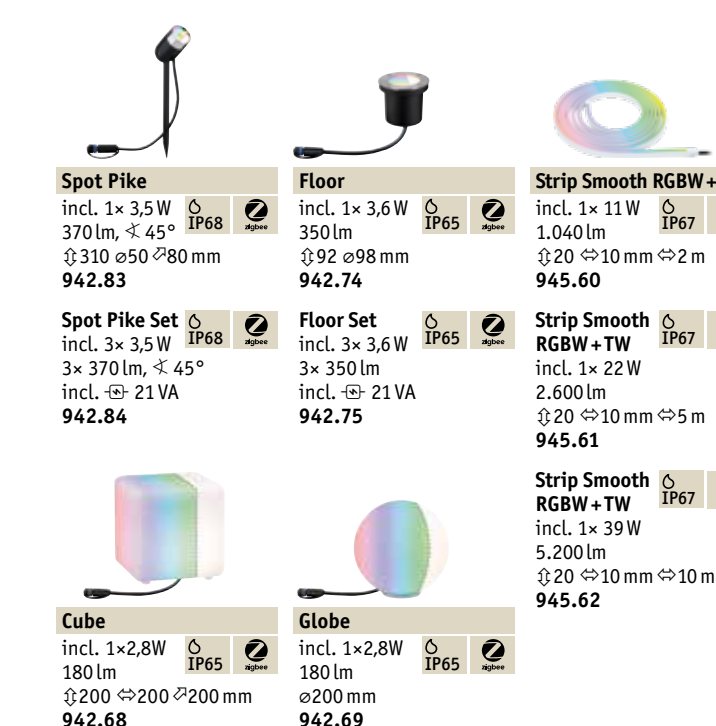 Spot Pike
incl. 1× 3,5 W IP68 zigbee
370 lm, ∢ 45°
⇕310 ⌀50 ⬀80 mm
942.83
Spot Pike Set IP68 zigbee
incl. 3× 3,5 W
3× 370 lm, ∢ 45°
incl. 21 VA
942.84
Floor
incl. 1× 3,6 W IP65 zigbee
350 lm
⇕92 ⌀98 mm
942.74
Floor Set IP65 zigbee
incl. 3× 3,6 W
3× 350 lm
incl. 21 VA
942.75
Strip Smooth RGBW+
incl. 1× 11 W IP67
1.040 lm
⇕20 ⇔10 mm ⇔2 m
945.60
Strip Smooth IP67
RGBW+TW
incl. 1× 22 W
2.600 lm
⇕20 ⇔10 mm ⇔5 m
945.61
Strip Smooth IP67
RGBW+TW
incl. 1× 39 W
5.200 lm
⇕20 ⇔10 mm ⇔10 m
945.62
Cube
incl. 1×2,8W IP65 zigbee
180 lm
⇕200 ⇔200 ⬀200 mm
942.68
Globe
incl. 1×2,8W IP65 zigbee
180 lm
⌀200 mm
942.69